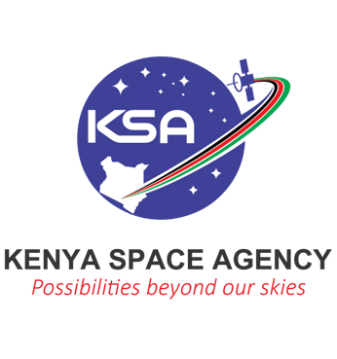 KSA
KENYA SPACE AGENCY
Possibilities beyond our skies